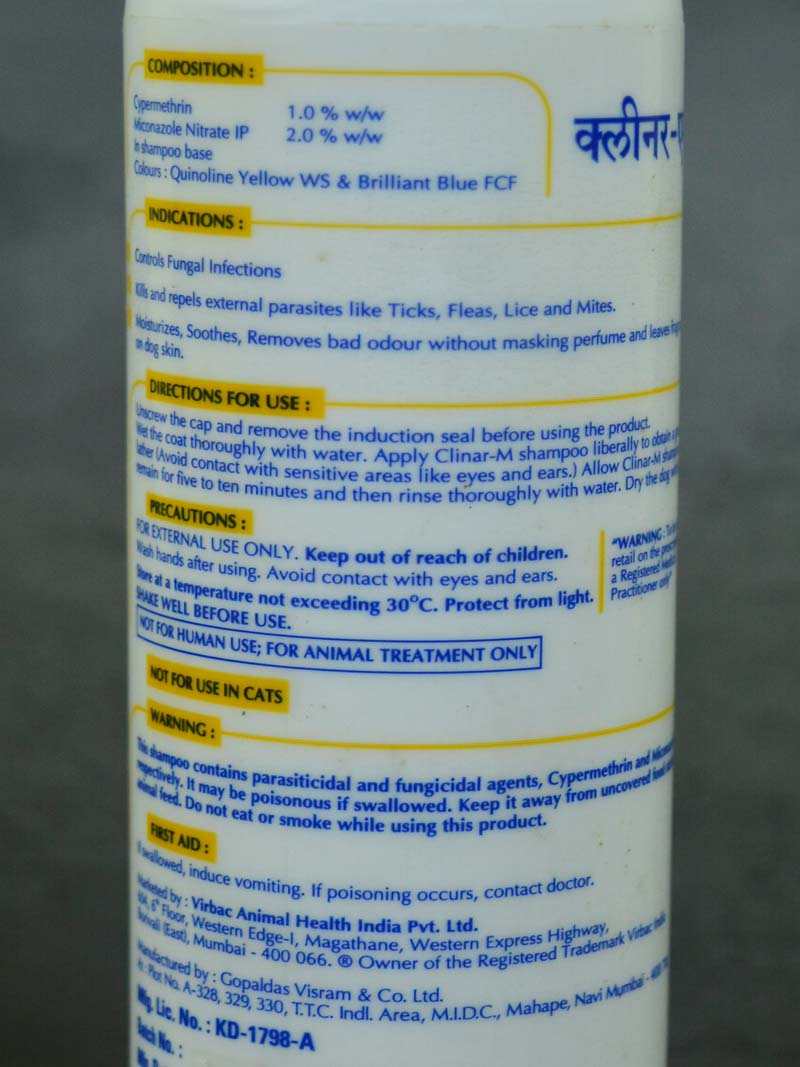 COMPOSITION :
Cypermethrin 1.0 % w/w
Miconazole Nitrate IP 2.0 % w/w
In shampoo base
Colours : Quinoline Yellow WS & Brilliant Blue FCF
क्लीनर-
INDICATIONS :
Controls Fungal Infections
Kills and repels external parasites like Ticks, Fleas, Lice and Mites.
Moisturizes, Soothes, Removes bad odour without masking perfume and leaves
on dog skin.
DIRECTIONS FOR USE :
Unscrew the cap and remove the induction seal before using the product.
Wet the coat thoroughly with water. Apply Clinar-M shampoo liberally to obtain a
lather (Avoid contact with sensitive areas like eyes and ears.) Allow Clinar-M
remain for five to ten minutes and then rinse thoroughly with water. Dry the dog
PRECAUTIONS :
FOR EXTERNAL USE ONLY. Keep out of reach of children.
Wash hands after using. Avoid contact with eyes and ears.
Store at a temperature not exceeding 30°C. Protect from light.
SHAKE WELL BEFORE USE.
"WARNING : To
retail on the
a Registered
Practitioner only"
NOT FOR HUMAN USE; FOR ANIMAL TREATMENT ONLY
NOT FOR USE IN CATS
WARNING :
This shampoo contains parasiticidal and fungicidal agents, Cypermethrin and
respectively. It may be poisonous if swallowed. Keep it away from uncovered food
animal feed. Do not eat or smoke while using this product.
FIRST AID :
If swallowed, induce vomiting. If poisoning occurs, contact doctor.
Marketed by : Virbac Animal Health India Pvt. Ltd.
604, 6th Floor, Western Edge-I, Magathane, Western Express Highway,
Borivali (East), Mumbai - 400 066. ® Owner of the Registered Trademark Virbac
Manufactured by : Gopaldas Visram & Co. Ltd.
At : Plot No. A-328, 329, 330, T.T.C. Indl. Area, M.I.D.C., Mahape, Navi Mumbai - 400
Mfg. Lic. No. : KD-1798-A
Batch No. :